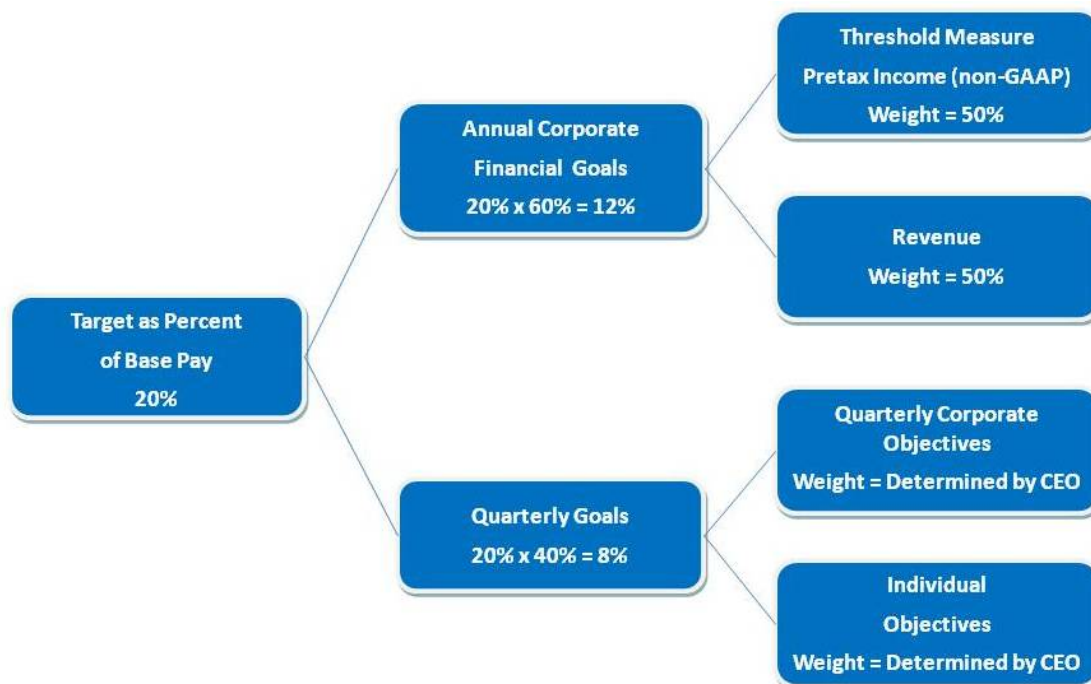 Threshold Measure
Pretax Income (non-GAAP)
Weight = 50%
Annual Corporate
Financial Goals
20% x 60% = 12%
Revenue
Weight = 50%
Target as Percent
of Base Pay
20%
Quarterly Corporate
Objectives
Weight = Determined by CEO
Quarterly Goals
20% x 40% = 8%
Individual
Objectives
Weight = Determined by CEO